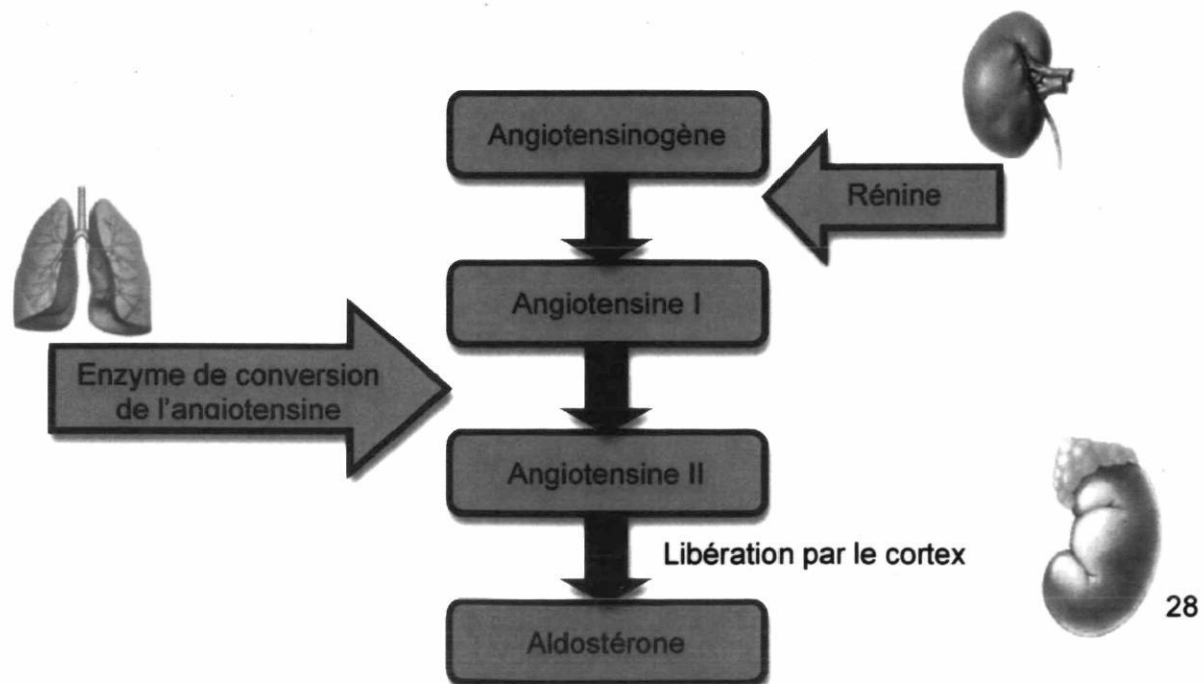 Angiotensinogène
Rénine
Angiotensine I
Enzyme de conversion
de l'angiotensine
Angiotensine II
Libération par le cortex
28
Aldostérone